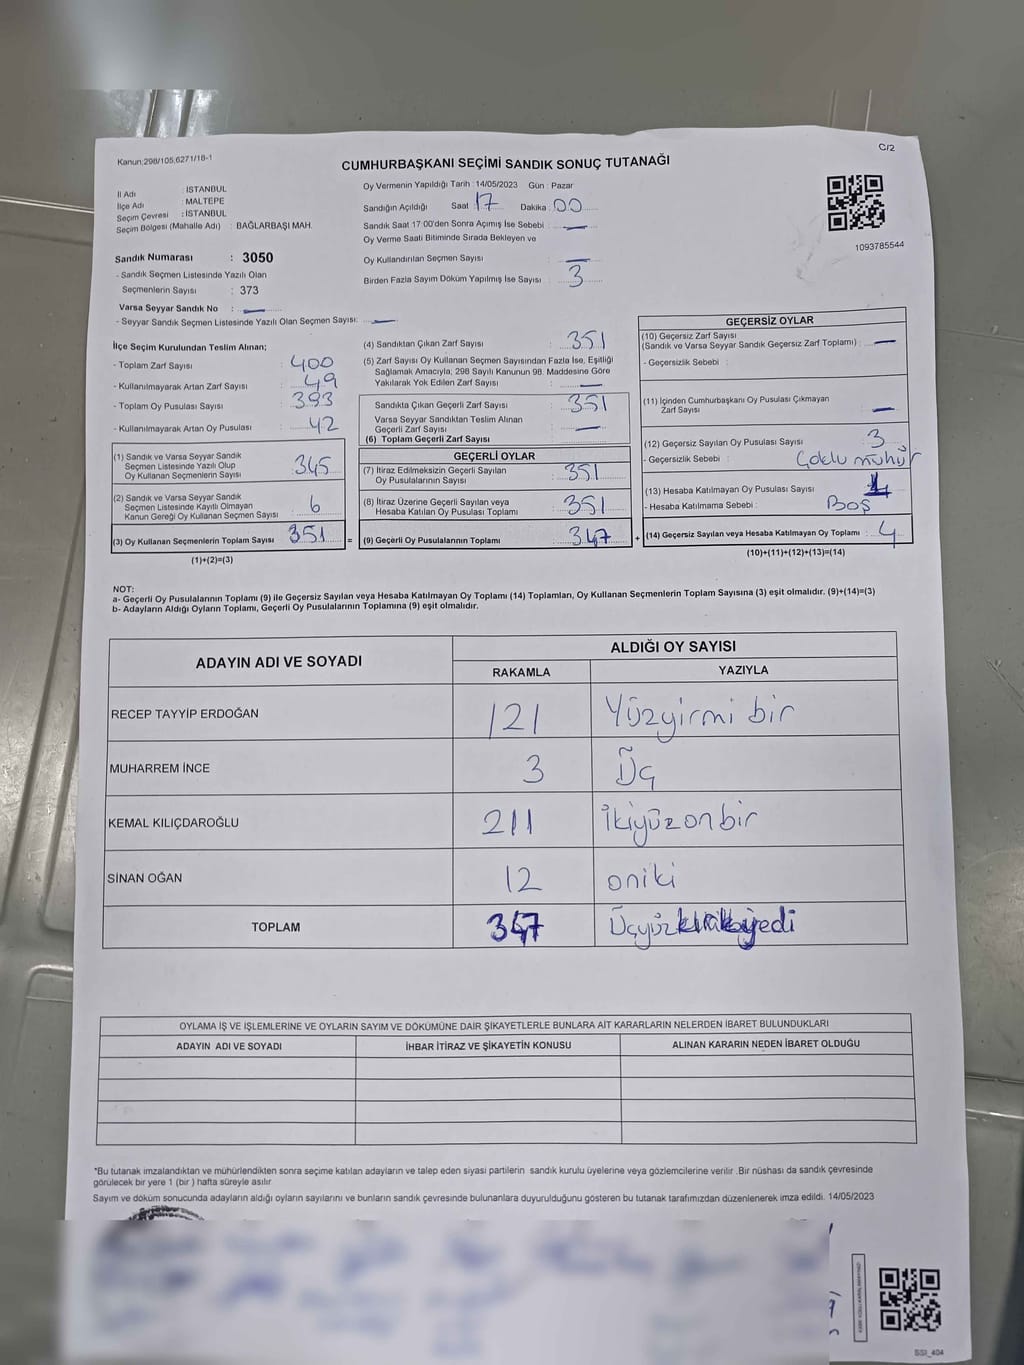 Kanun;298/105,6271/18-1
C/2
CUMHURBAŞKANI SEÇİMİ SANDIK SONUÇ TUTANAĞI
İl Adı : İSTANBUL
İlçe Adı : MALTEPE
Seçim Çevresi : İSTANBUL
Seçim Bölgesi (Mahalle Adı) : BAĞLARBAŞI MAH.
Sandık Numarası : 3050
- Sandık Seçmen Listesinde Yazılı Olan
Seçmenlerin Sayısı : 373
Varsa Seyyar Sandık No : —
- Seyyar Sandık Seçmen Listesinde Yazılı Olan Seçmen Sayısı: —
Oy Vermenin Yapıldığı Tarih : 14/05/2023 Gün : Pazar
Sandığın Açıldığı Saat : 17 Dakika : 00
Sandık Saat 17:00'den Sonra Açımış İse Sebebi : —
Oy Verme Saati Bitiminde Sırada Bekleyen ve
Oy Kullandırılan Seçmen Sayısı : —
Birden Fazla Sayım Döküm Yapılmış İse Sayısı : 3
1093785544
İlçe Seçim Kurulundan Teslim Alınan;
- Toplam Zarf Sayısı : 400
- Kullanılmayarak Artan Zarf Sayısı : 49
- Toplam Oy Pusulası Sayısı : 393
- Kullanılmayarak Artan Oy Pusulası : 42
(1) Sandık ve Varsa Seyyar Sandık
Seçmen Listesinde Yazılı Olup
Oy Kullanan Seçmenlerin Sayısı : 345
(2) Sandık ve Varsa Seyyar Sandık
Seçmen Listesinde Kayıtlı Olmayan
Kanun Gereği Oy Kullanan Seçmen Sayısı : 6
(3) Oy Kullanan Seçmenlerin Toplam Sayısı 351 =
(1)+(2)=(3)
(4) Sandıktan Çıkan Zarf Sayısı : 351
(5) Zarf Sayısı Oy Kullanan Seçmen Sayısından Fazla İse, Eşitliği
Sağlamak Amacıyla; 298 Sayılı Kanunun 98. Maddesine Göre
Yakılarak Yok Edilen Zarf Sayısı : —
Sandıkta Çıkan Geçerli Zarf Sayısı : 351
Varsa Seyyar Sandıktan Teslim Alınan
Geçerli Zarf Sayısı : —
(6) Toplam Geçerli Zarf Sayısı
GEÇERLİ OYLAR
(7) İtiraz Edilmeksizin Geçerli Sayılan
Oy Pusulalarının Sayısı : 351
(8) İtiraz Üzerine Geçerli Sayılan veya
Hesaba Katılan Oy Pusulası Toplamı : 351
(9) Geçerli Oy Pusulalarının Toplamı : 347 +
GEÇERSİZ OYLAR
(10) Geçersiz Zarf Sayısı
(Sandık ve Varsa Seyyar Sandık Geçersiz Zarf Toplamı) : —
- Geçersizlik Sebebi :
(11) İçinden Cumhurbaşkanı Oy Pusulası Çıkmayan
Zarf Sayısı : —
(12) Geçersiz Sayılan Oy Pusulası Sayısı : 3
- Geçersizlik Sebebi : Çoklu mühür
(13) Hesaba Katılmayan Oy Pusulası Sayısı : 1
- Hesaba Katılmama Sebebi : Boş
(14) Geçersiz Sayılan veya Hesaba Katılmayan Oy Toplamı : 4
(10)+(11)+(12)+(13)=(14)
NOT:
a- Geçerli Oy Pusulalarının Toplamı (9) ile Geçersiz Sayılan veya Hesaba Katılmayan Oy Toplamı (14) Toplamları, Oy Kullanan Seçmenlerin Toplam Sayısına (3) eşit olmalıdır. (9)+(14)=(3)
b- Adayların Aldığı Oyların Toplamı, Geçerli Oy Pusulalarının Toplamına (9) eşit olmalıdır.
ADAYIN ADI VE SOYADI ALDIĞI OY SAYISI
RAKAMLA YAZIYLA
RECEP TAYYİP ERDOĞAN 121 Yüzyirmi bir
MUHARREM İNCE 3 Üç
KEMAL KILIÇDAROĞLU 211 İkiyüzonbir
SİNAN OĞAN 12 oniki
TOPLAM 347 Üçyüzkırkyedi
OYLAMA İŞ VE İŞLEMLERİNE VE OYLARIN SAYIM VE DÖKÜMÜNE DAİR ŞİKAYETLERLE BUNLARA AİT KARARLARIN NELERDEN İBARET BULUNDUKLARI
ADAYIN ADI VE SOYADI İHBAR İTİRAZ VE ŞİKAYETİN KONUSU ALINAN KARARIN NEDEN İBARET OLDUĞU
*Bu tutanak imzalandıktan ve mühürlendikten sonra seçime katılan adayların ve talep eden siyasi partilerin sandık kurulu üyelerine veya gözlemcilerine verilir .Bir nüshası da sandık çevresinde
görülecek bir yere 1 (bir ) hafta süreyle asılır.
Sayım ve döküm sonucunda adayların aldığı oyların sayılarını ve bunların sandık çevresinde bulunanlara duyurulduğunu gösteren bu tutanak tarafımızdan düzenlenerek imza edildi. 14/05/2023
SSI_404